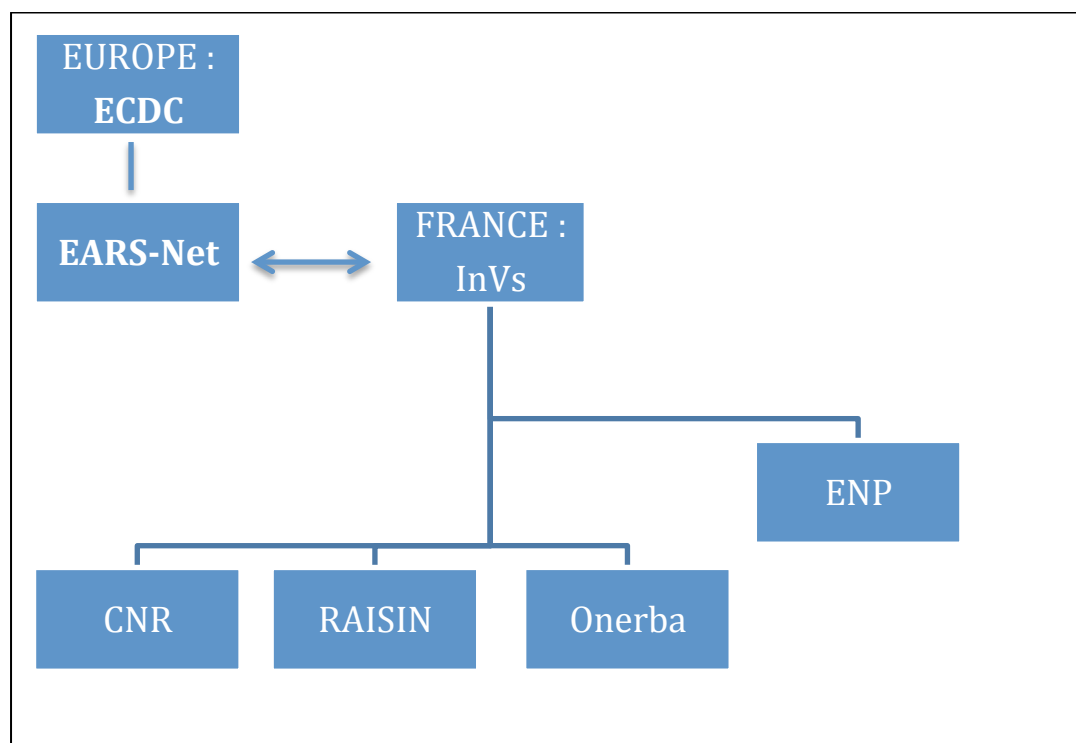 EUROPE :
ECDC
EARS-Net
FRANCE :
InVs
ENP
CNR
RAISIN
Onerba